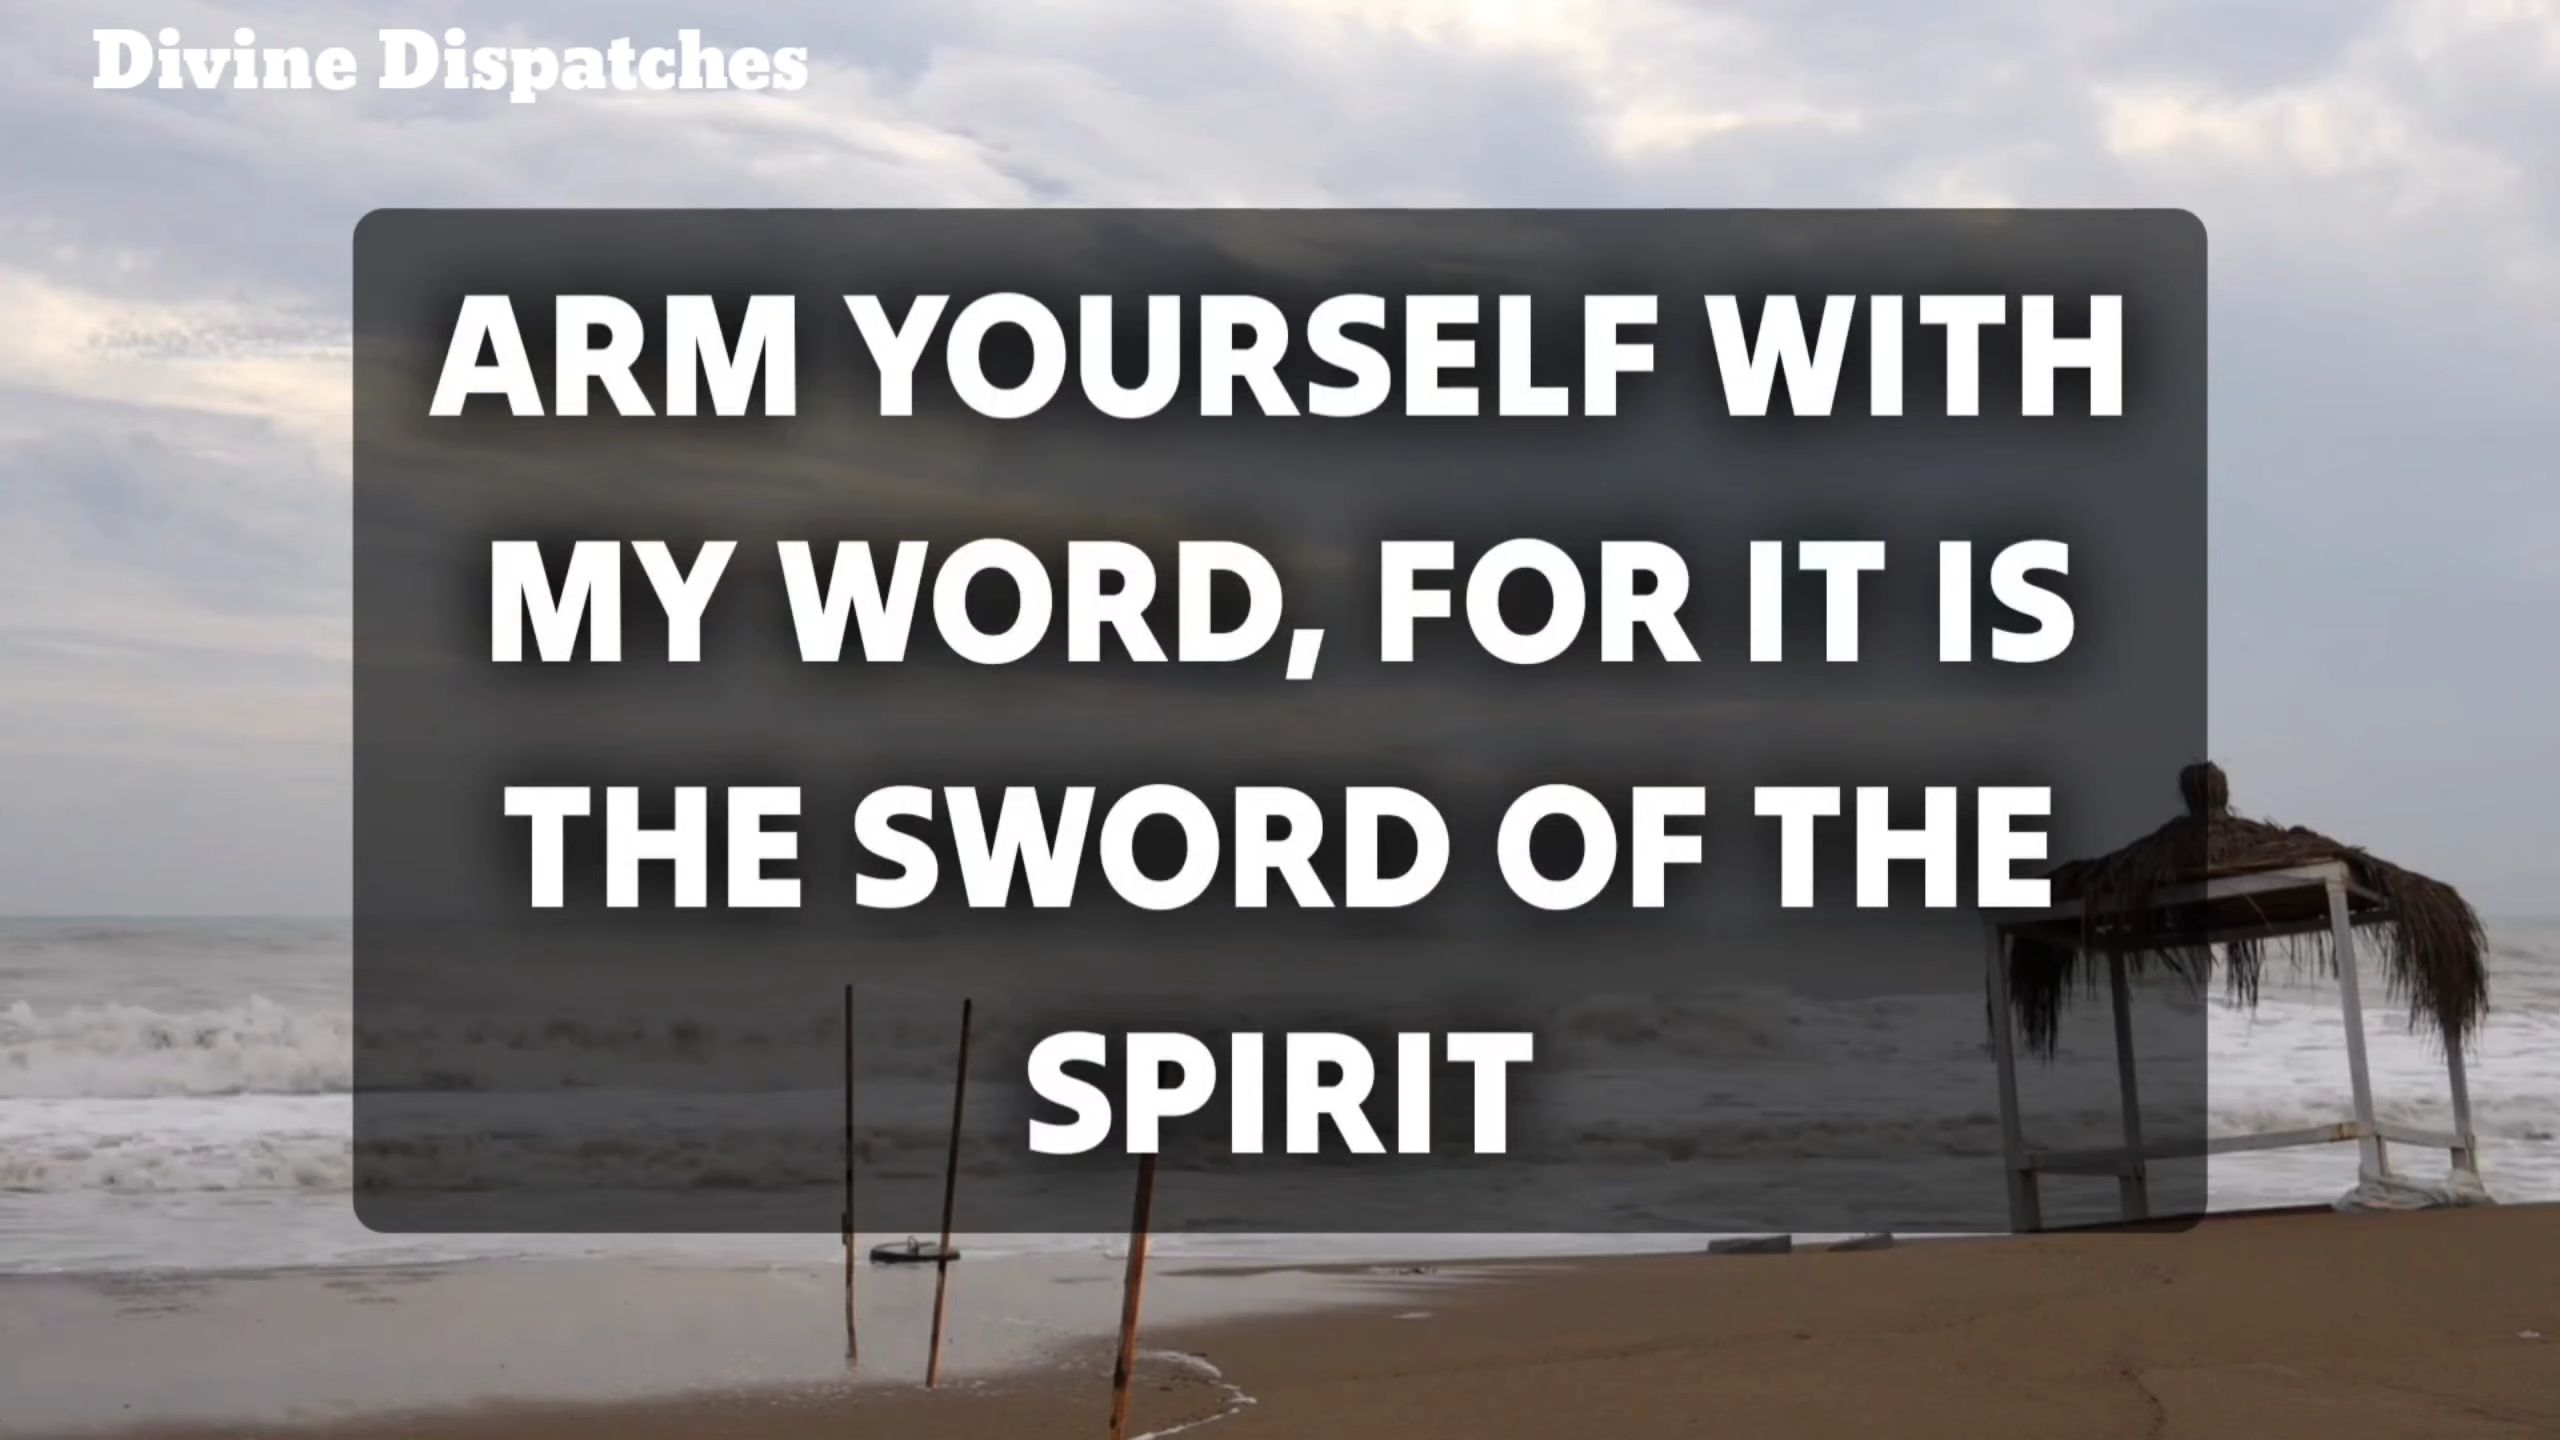 Divine Dispatches
ARM YOURSELF WITH
MY WORD, FOR IT IS
THE SWORD OF THE
SPIRIT